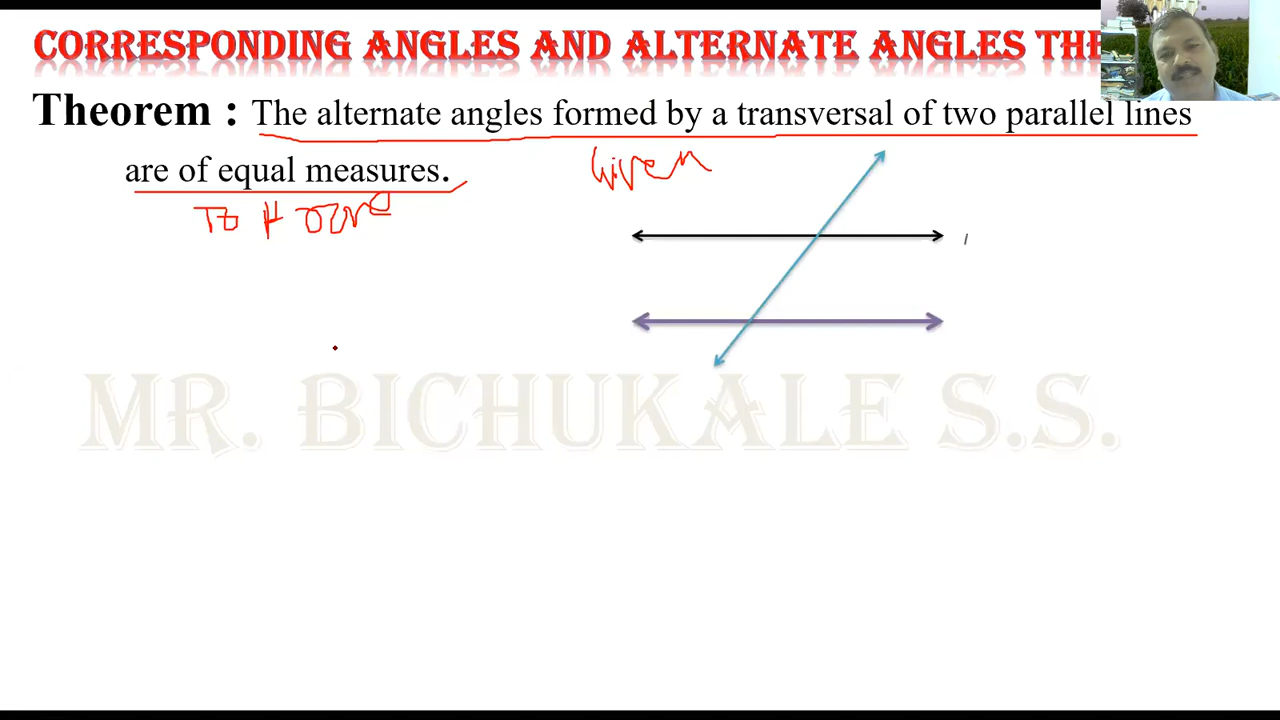 CORRESPONDING ANGLES AND ALTERNATE ANGLES THE
Theorem : The alternate angles formed by a transversal of two parallel lines
are of equal measures.
Given
To
l
MR. BICHUKALE S.S.